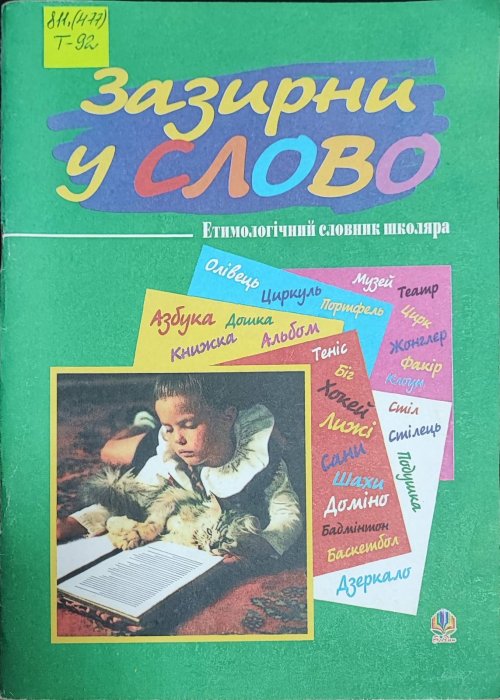 811.(477)
Т-92
Зазирни
у СЛОВО
Етимологічний словник школяра
Олівець
Циркуль
Портфель
Музей
Театр
Цирк
Жонглер
Факір
Клоун
Азбука
Дошка
Книжка
Альбом
Теніс
Біг
Хокей
Лижі
Сани
Шахи
Доміно
Бадмінтон
Баскетбол
Стіл
Стілець
Подушка
Дзеркало
Богдан